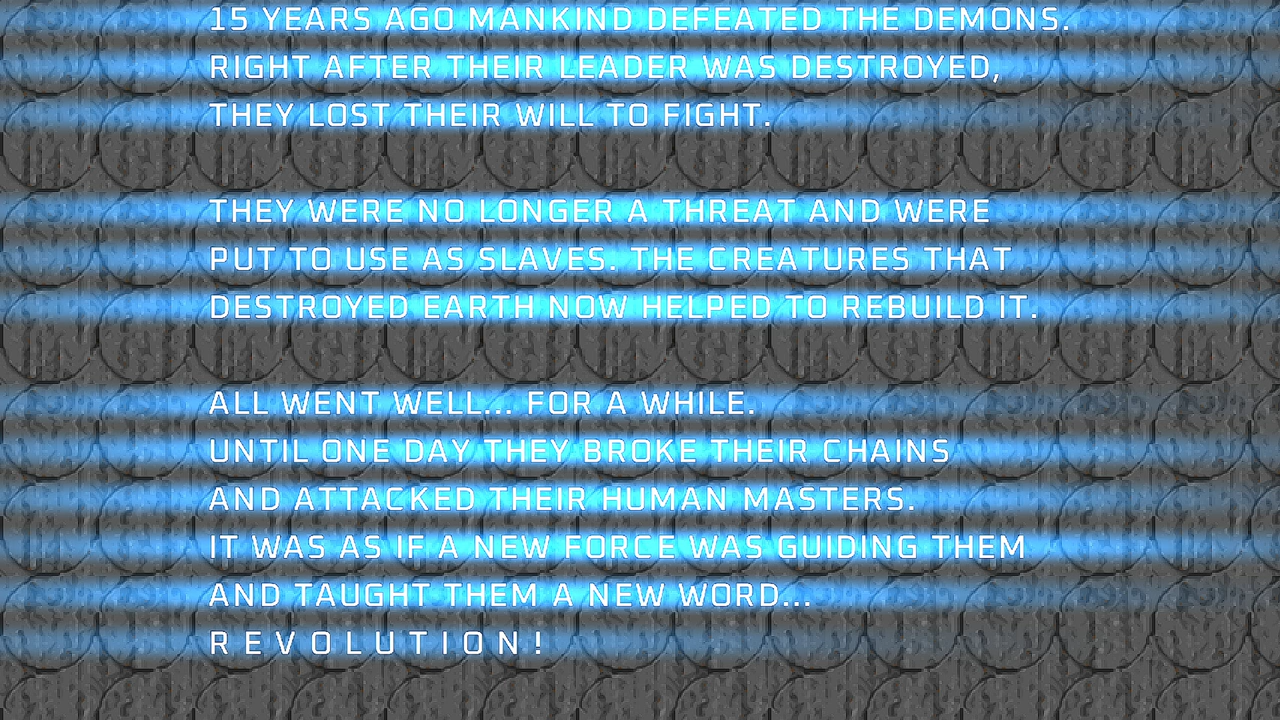 15 YEARS AGO MANKIND DEFEATED THE DEMONS.
RIGHT AFTER THEIR LEADER WAS DESTROYED,
THEY LOST THEIR WILL TO FIGHT.
THEY WERE NO LONGER A THREAT AND WERE
PUT TO USE AS SLAVES. THE CREATURES THAT
DESTROYED EARTH NOW HELPED TO REBUILD IT.
ALL WENT WELL... FOR A WHILE.
UNTIL ONE DAY THEY BROKE THEIR CHAINS
AND ATTACKED THEIR HUMAN MASTERS.
IT WAS AS IF A NEW FORCE WAS GUIDING THEM
AND TAUGHT THEM A NEW WORD...
R E V O L U T I O N !